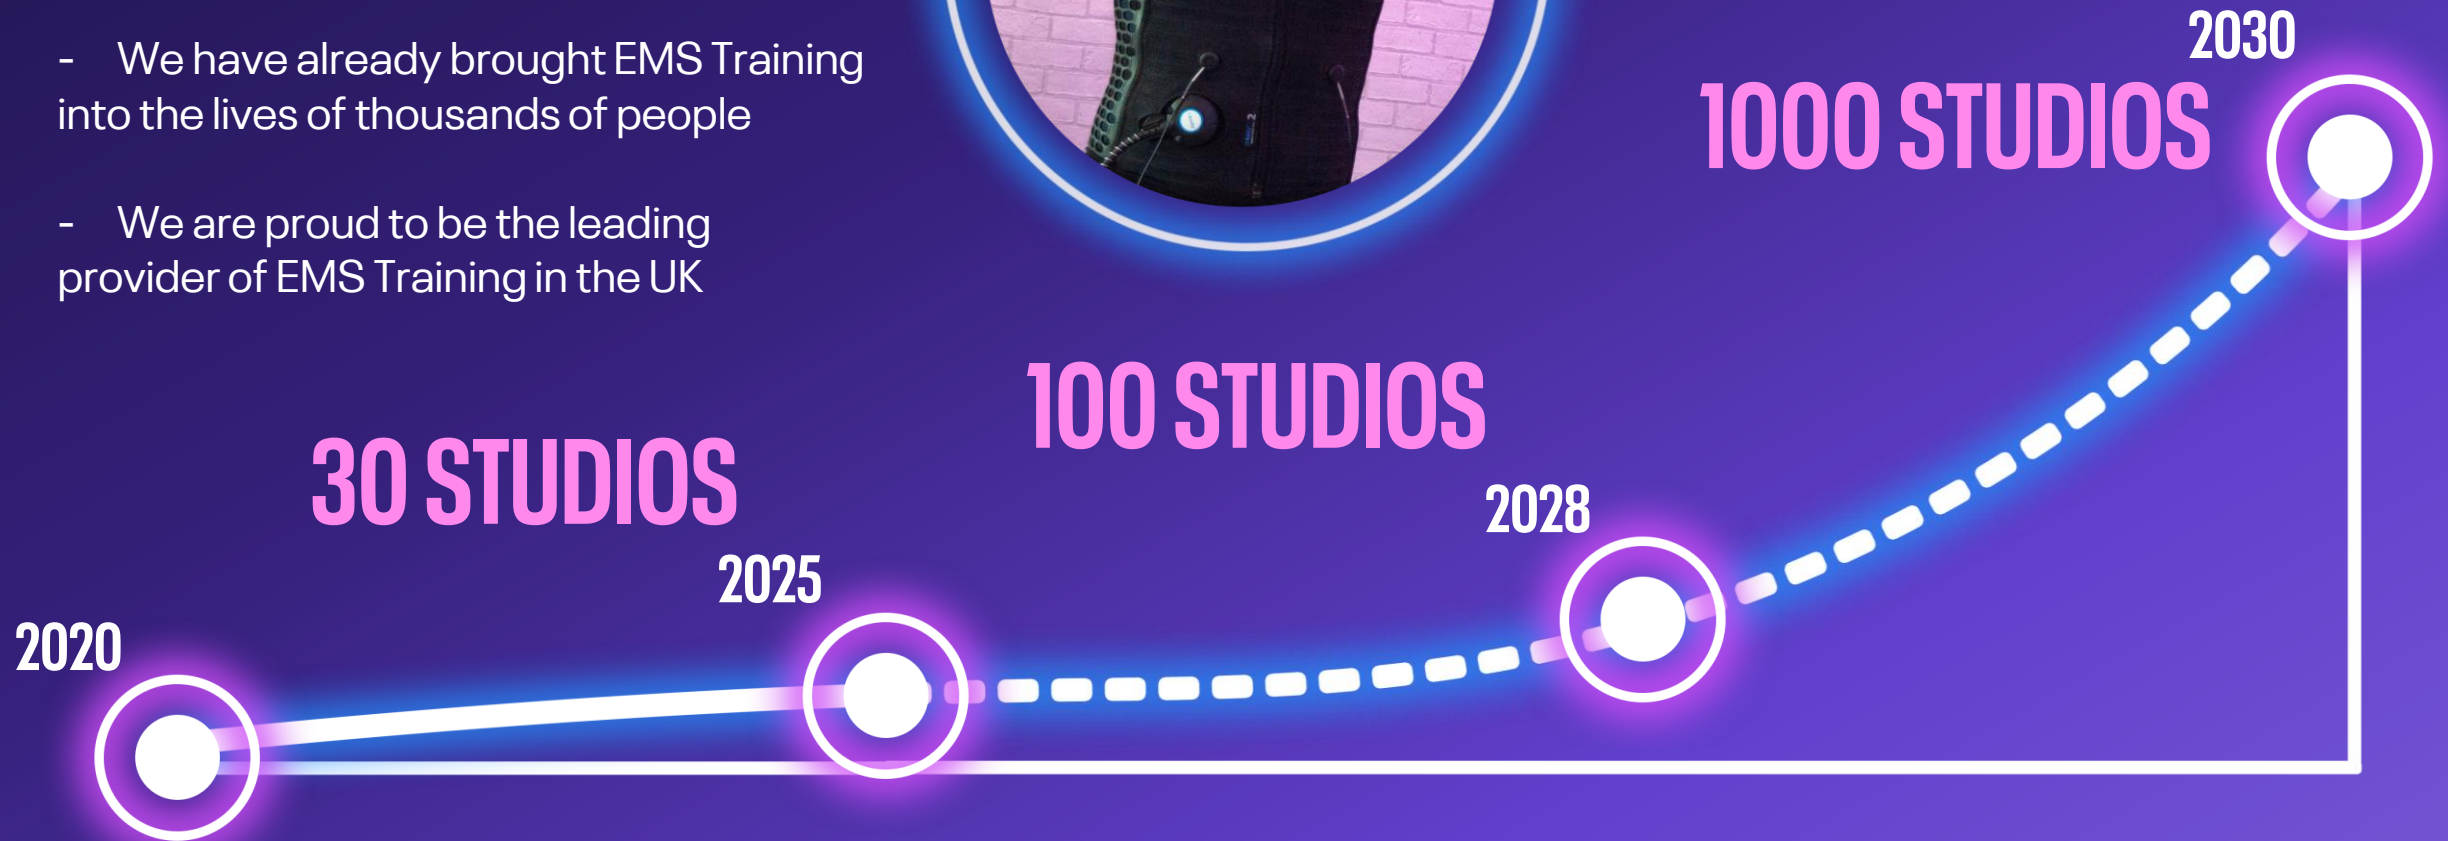 - We have already brought EMS Training
into the lives of thousands of people
- We are proud to be the leading
provider of EMS Training in the UK
2030
1000 STUDIOS
100 STUDIOS
2028
30 STUDIOS
2025
2020